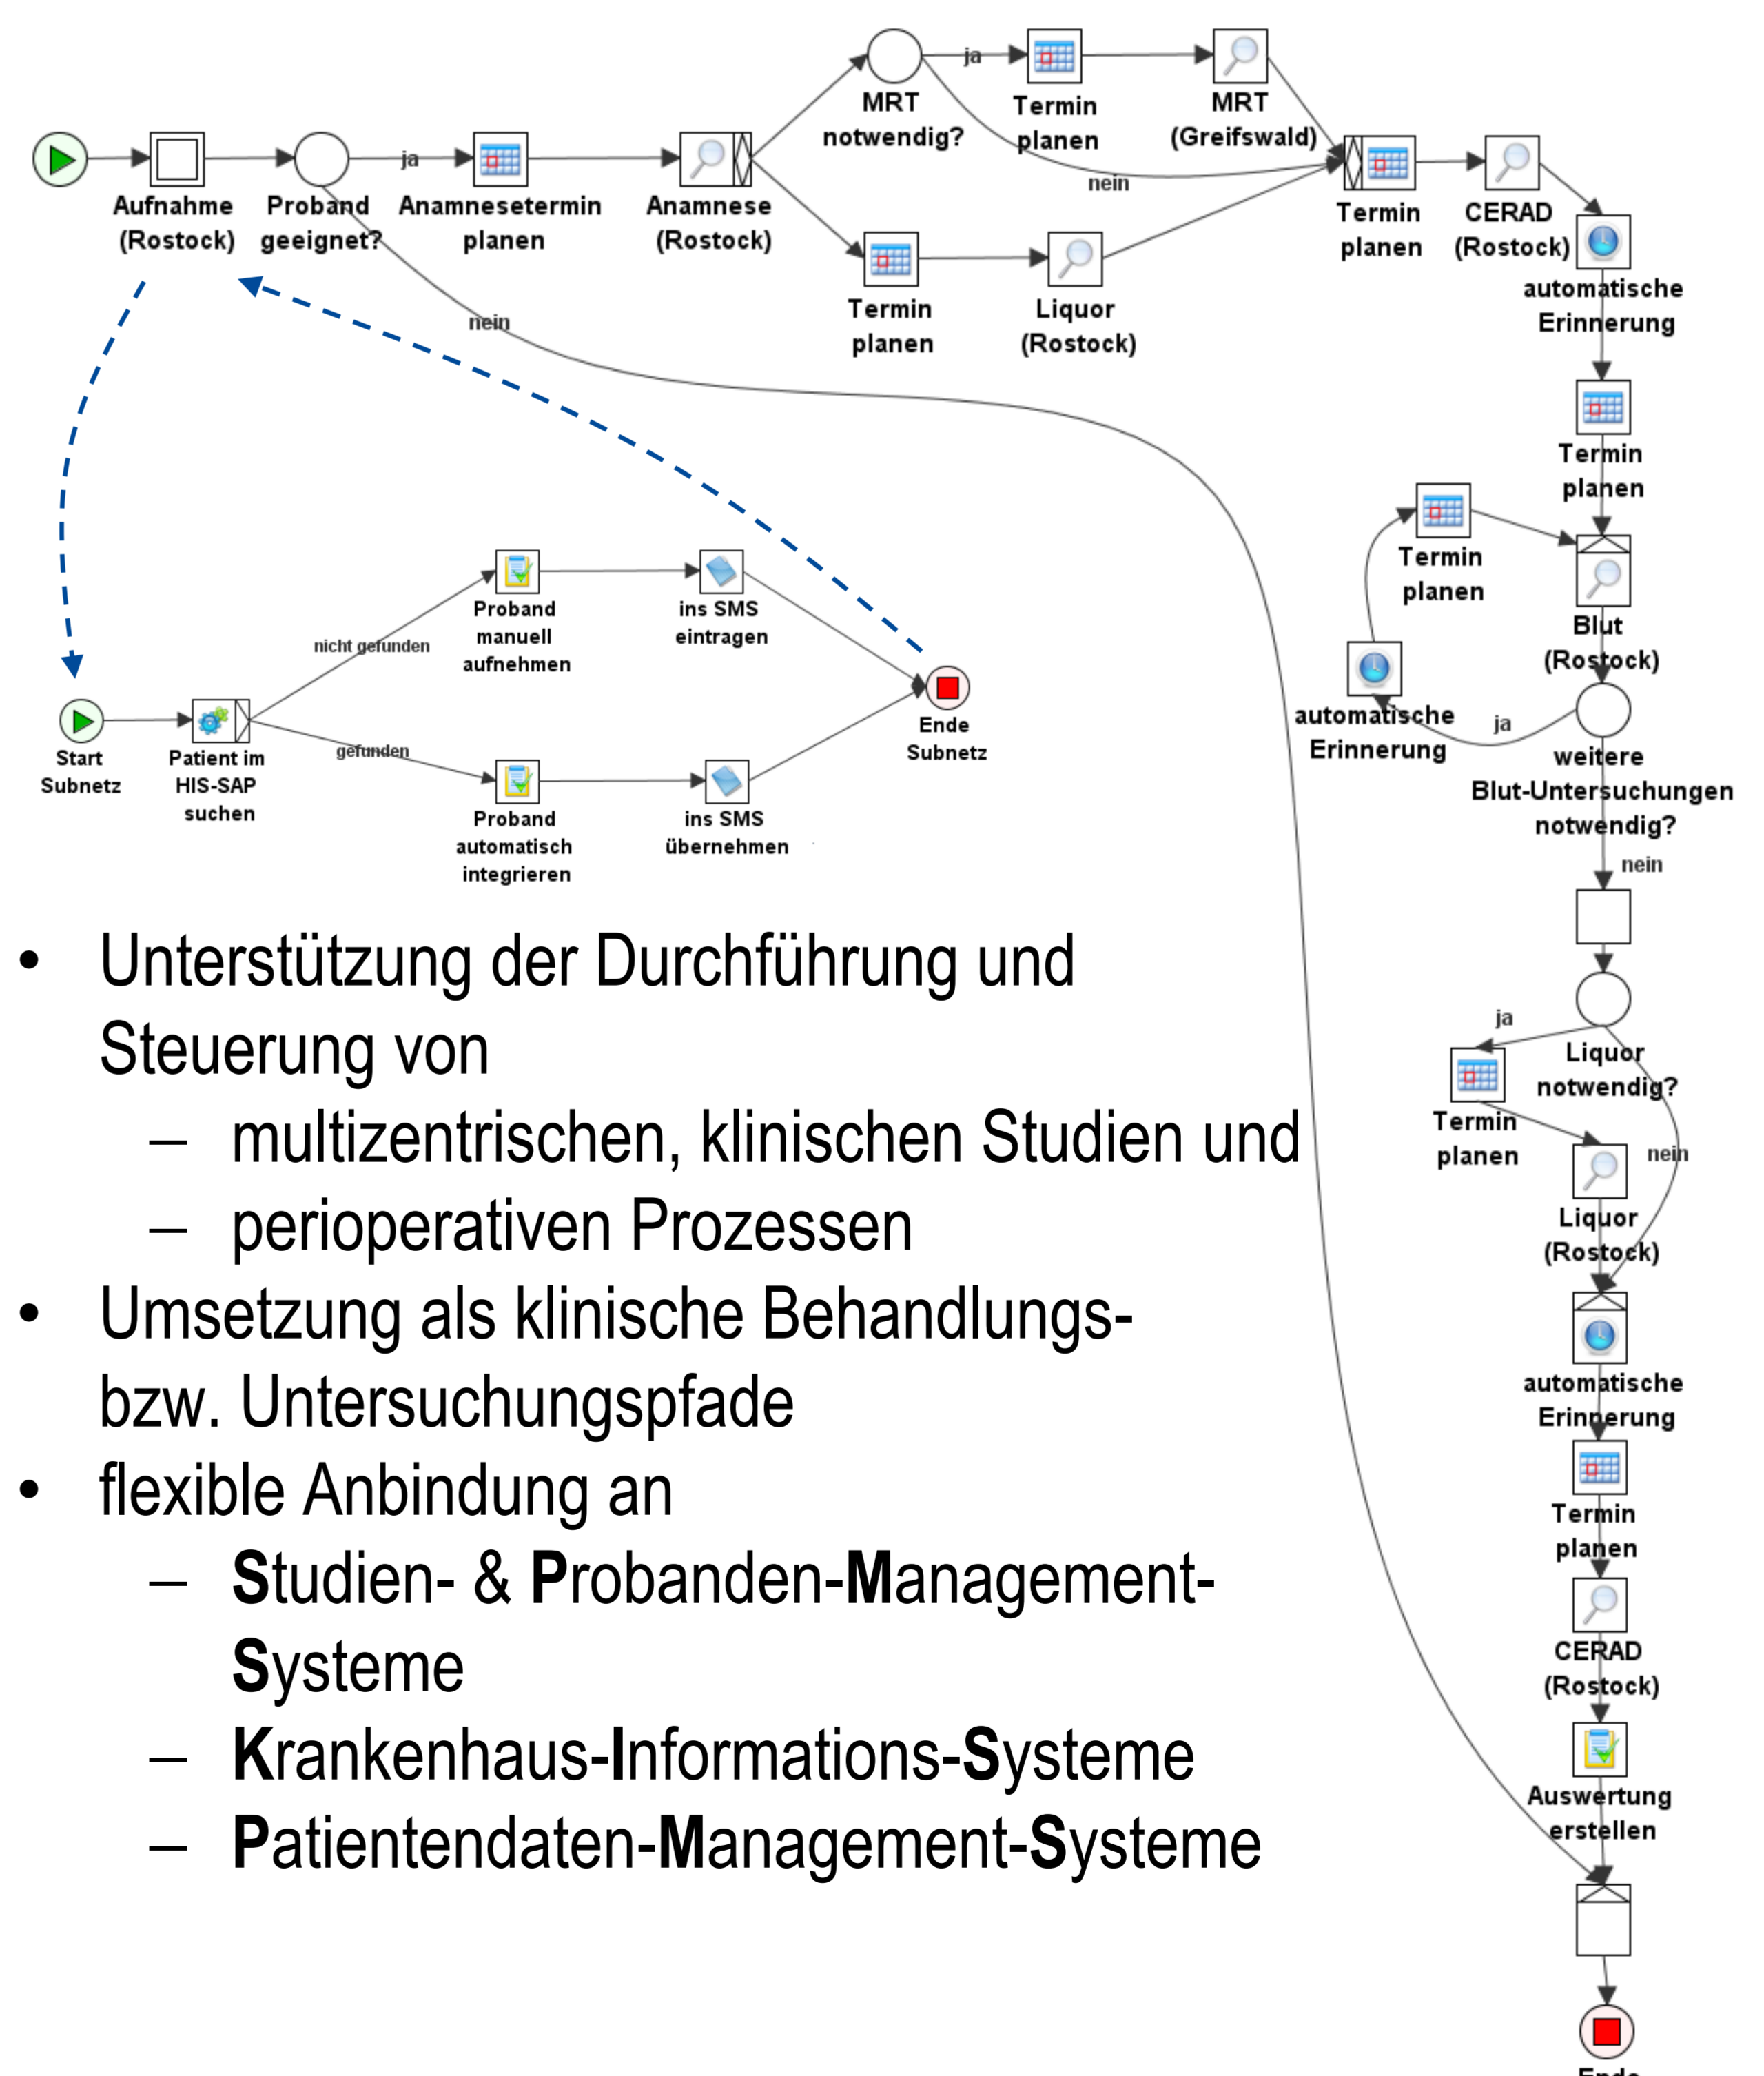 ja
MRT
notwendig?
Termin
planen
MRT
(Greifswald)
ja
nein
Aufnahme
(Rostock)
Proband
geeignet?
Anamnesetermin
planen
Anamnese
(Rostock)
Termin
planen
CERAD
(Rostock)
nein
Termin
planen
Liquor
(Rostock)
automatische
Erinnerung
Termin
planen
Termin
planen
Blut
(Rostock)
automatische
Erinnerung
ja
weitere
Blut-Untersuchungen
notwendig?
nein
nicht gefunden
Proband
manuell
aufnehmen
ins SMS
eintragen
Start
Subnetz
Patient im
HIS-SAP
suchen
gefunden
Ende
Subnetz
Proband
automatisch
integrieren
ins SMS
übernehmen
• Unterstützung der Durchführung und
Steuerung von
– multizentrischen, klinischen Studien und
– perioperativen Prozessen
• Umsetzung als klinische Behandlungs-
bzw. Untersuchungspfade
• flexible Anbindung an
– Studien- & Probanden-Management-
Systeme
– Krankenhaus-Informations-Systeme
– Patientendaten-Management-Systeme
ja
Liquor
notwendig?
Termin
planen
nein
Liquor
(Rostock)
automatische
Erinnerung
Termin
planen
CERAD
(Rostock)
Auswertung
erstellen
Ende